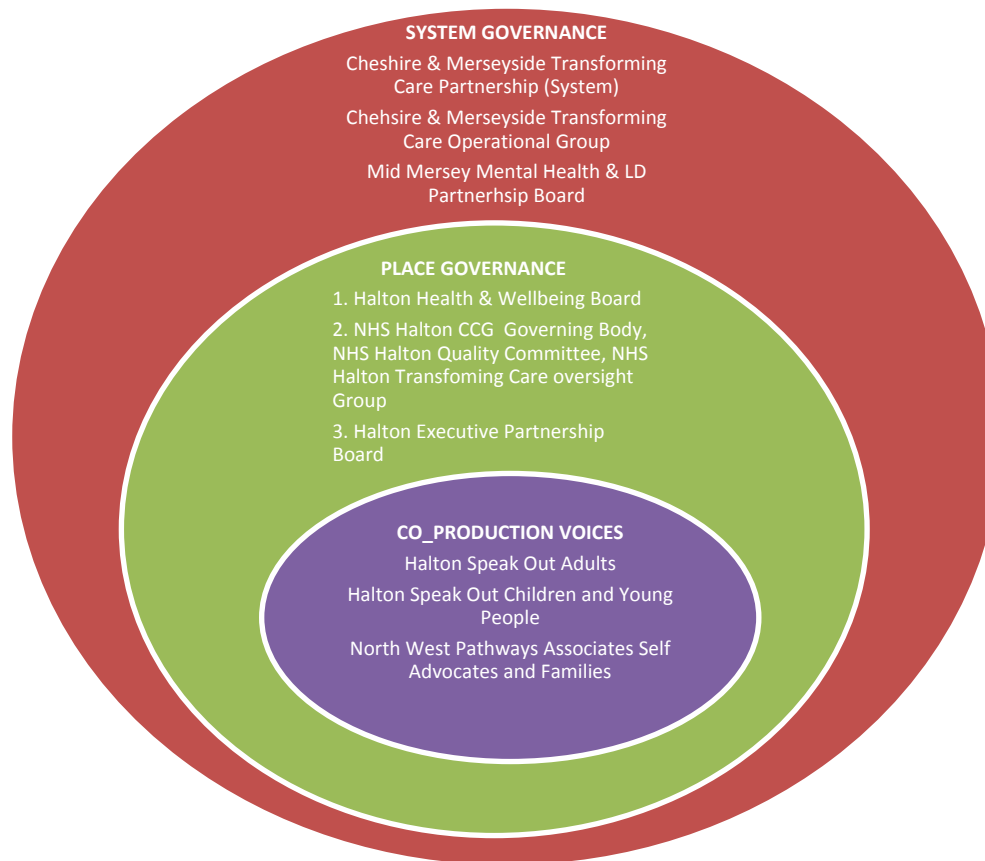 SYSTEM GOVERNANCE
Cheshire & Merseyside Transforming
Care Partnership (System)
Chehsire & Merseyside Transforming
Care Operational Group
Mid Mersey Mental Health & LD
Partnerhsip Board
PLACE GOVERNANCE
1. Halton Health & Wellbeing Board
2. NHS Halton CCG  Governing Body,
NHS Halton Quality Committee, NHS
Halton Transfoming Care oversight
Group
3. Halton Executive Partnership
Board
CO_PRODUCTION VOICES
Halton Speak Out Adults
Halton Speak Out Children and Young
People
North West Pathways Associates Self
Advocates and Families